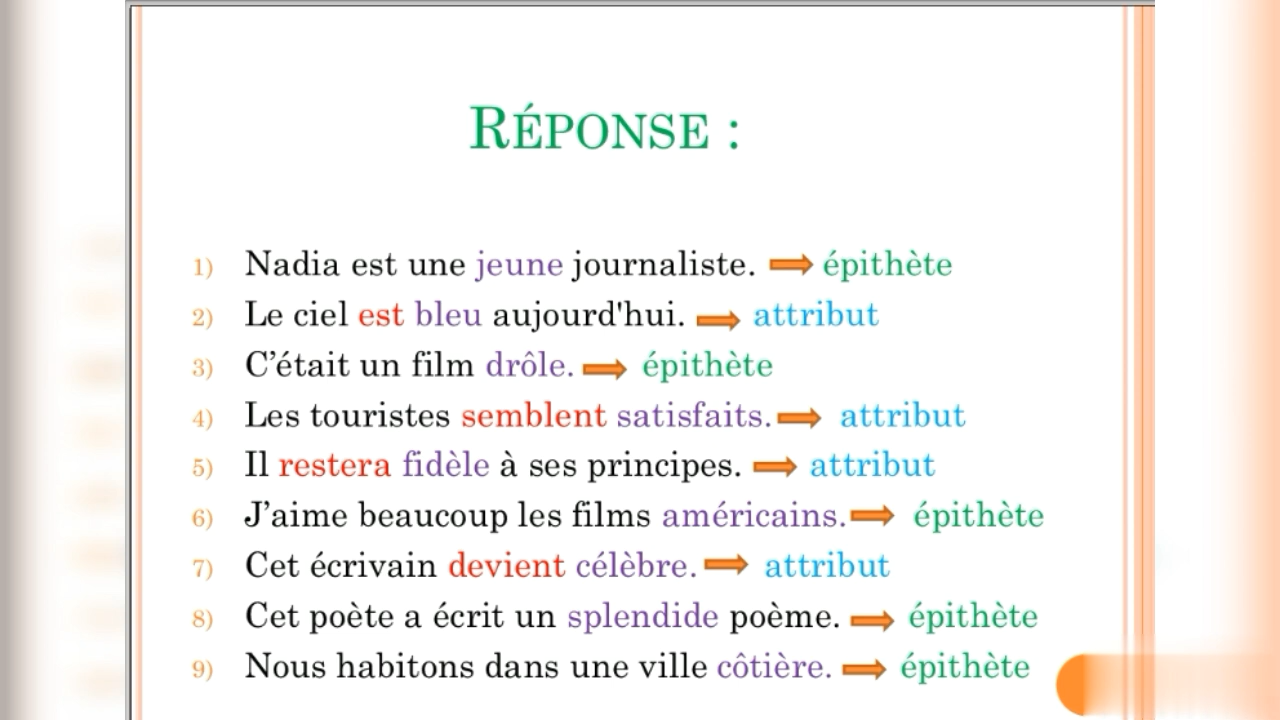 RÉPONSE :
1) Nadia est une jeune journaliste. épithète
2) Le ciel est bleu aujourd'hui. attribut
3) C’était un film drôle. épithète
4) Les touristes semblent satisfaits. attribut
5) Il restera fidèle à ses principes. attribut
6) J’aime beaucoup les films américains. épithète
7) Cet écrivain devient célèbre. attribut
8) Cet poète a écrit un splendide poème. épithète
9) Nous habitons dans une ville côtière. épithète